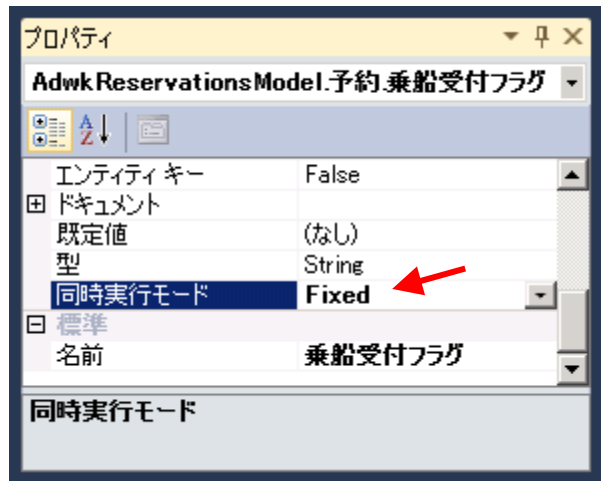 プロパティ
AdwkReservationsModel.予約.乗船受付フラグ
エンティティ キー False
ドキュメント
既定値 (なし)
型 String
同時実行モード Fixed
標準
名前 乗船受付フラグ
同時実行モード